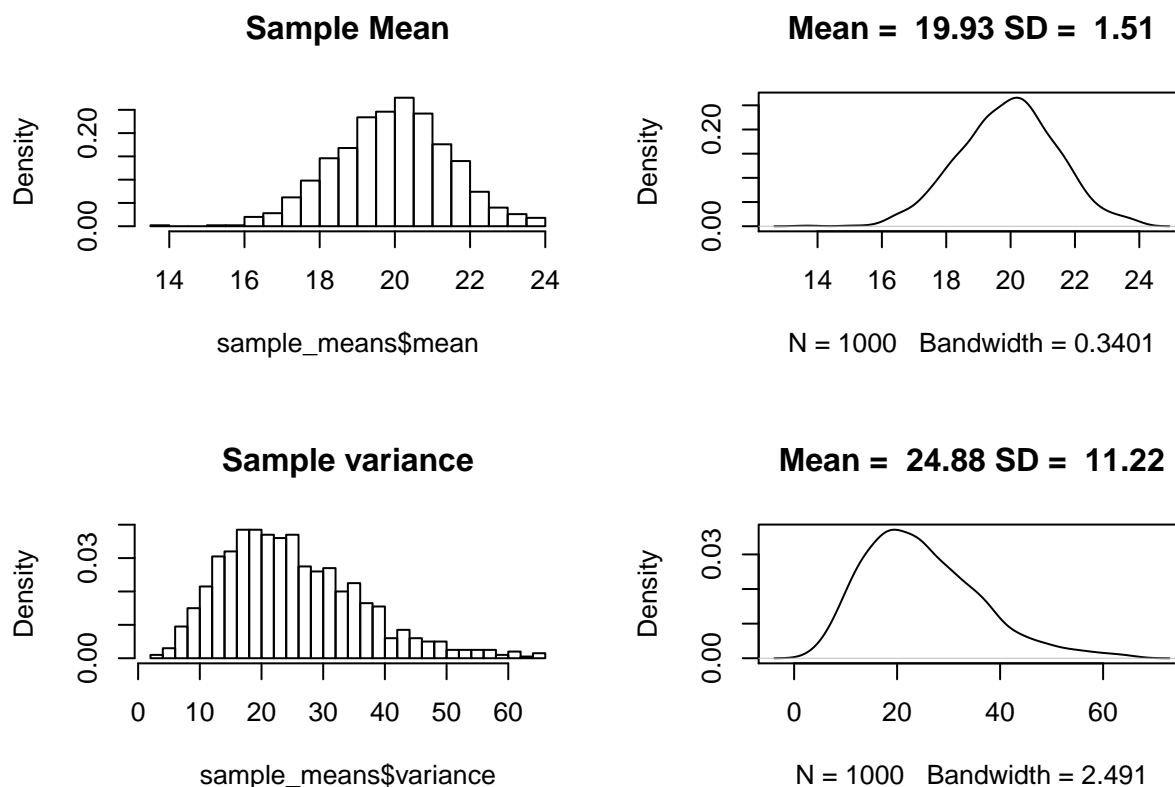 Sample Mean
Density
0.00
0.20
14
16
18
20
22
24
sample_means$mean
Mean =  19.93 SD =  1.51
Density
0.00
0.20
14
16
18
20
22
24
N = 1000   Bandwidth = 0.3401
Sample variance
Density
0.00
0.03
0
10
20
30
40
50
60
sample_means$variance
Mean =  24.88 SD =  11.22
Density
0.00
0.03
0
20
40
60
N = 1000   Bandwidth = 2.491